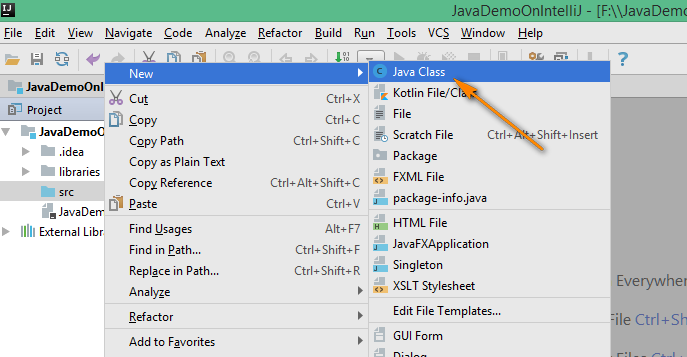 IJ
JavaDemoOnIntelliJ - [F:\\JavaDemo
File Edit View Navigate Code Analyze Refactor Build Run Tools VCS Window Help
JavaDemoOnI
Project
JavaDemoO
.idea
libraries
src
JavaDem
External Libr
New
Cut Ctrl+X
Copy Ctrl+C
Copy Path Ctrl+Shift+C
Copy as Plain Text
Copy Reference Ctrl+Alt+Shift+C
Paste Ctrl+V
Find Usages Alt+F7
Find in Path... Ctrl+Shift+F
Replace in Path... Ctrl+Shift+R
Analyze
Refactor
Add to Favorites
Java Class
Kotlin File/Class
File
Scratch File Ctrl+Alt+Shift+Insert
Package
FXML File
package-info.java
HTML File
JavaFXApplication
Singleton
XSLT Stylesheet
Edit File Templates...
GUI Form
Dialog
Everywhere
File Ctrl+Sh
Files Ctrl+E